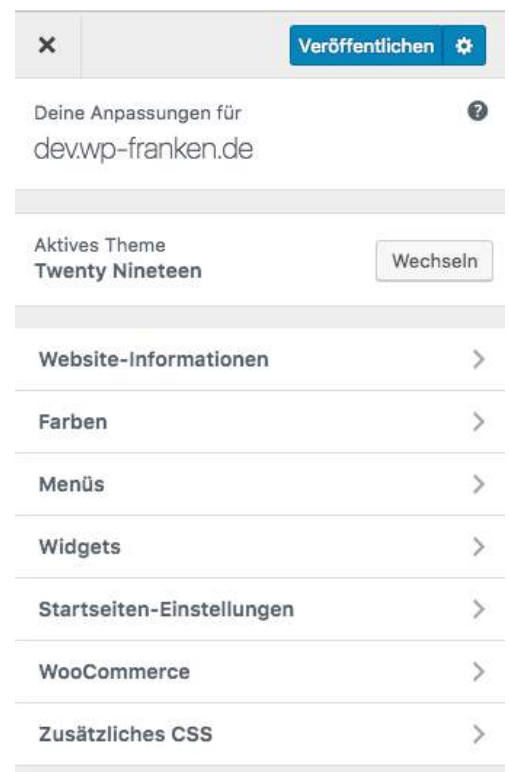 Veröffentlichen
Deine Anpassungen für
dev.wp-franken.de
Aktives Theme
Twenty Nineteen
Wechseln
Website-Informationen
Farben
Menüs
Widgets
Startseiten-Einstellungen
WooCommerce
Zusätzliches CSS